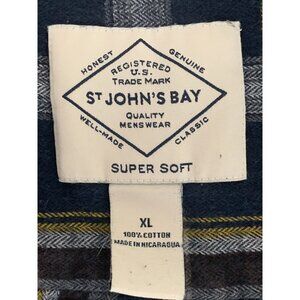 HONEST
GENUINE
REGISTERED
U.S.
TRADE MARK
ST JOHN'S BAY
QUALITY
MENSWEAR
WELL-MADE
CLASSIC
SUPER SOFT
XL
100% COTTON
MADE IN NICARAGUA